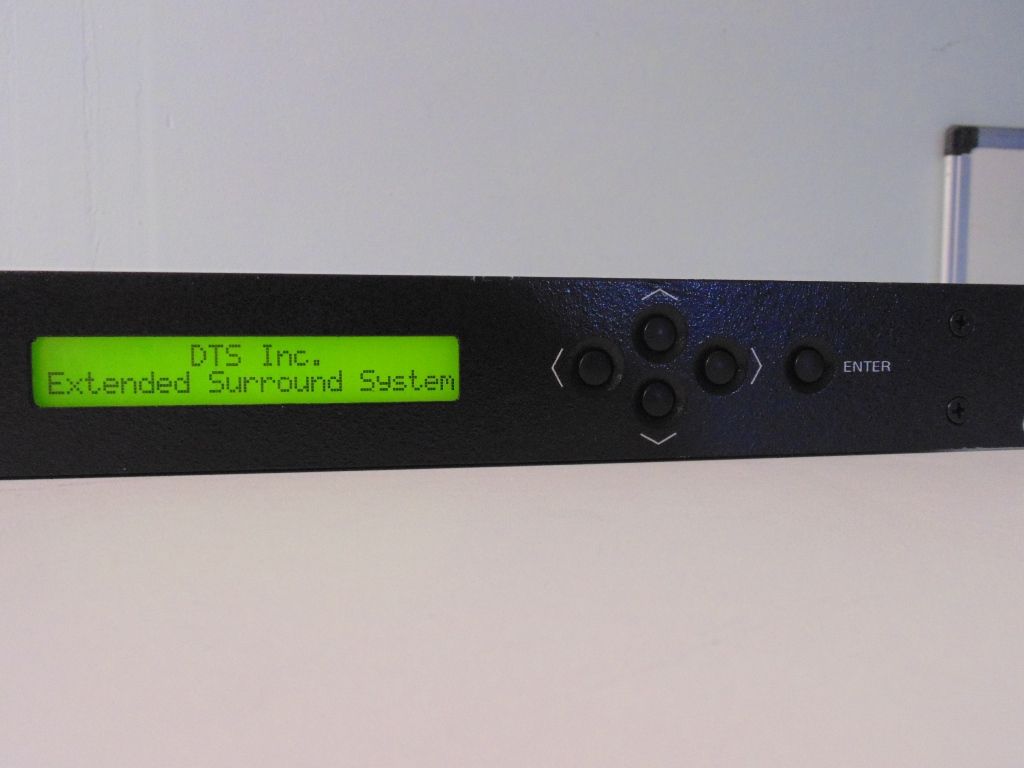 DTS Inc.
Extended Surround System
ENTER